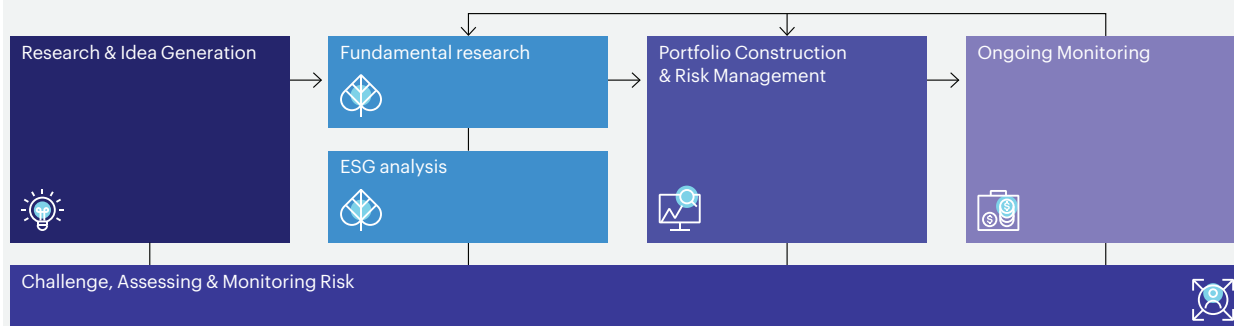 Research & Idea Generation
Fundamental research
ESG analysis
Portfolio Construction
& Risk Management
Ongoing Monitoring
Challenge, Assessing & Monitoring Risk